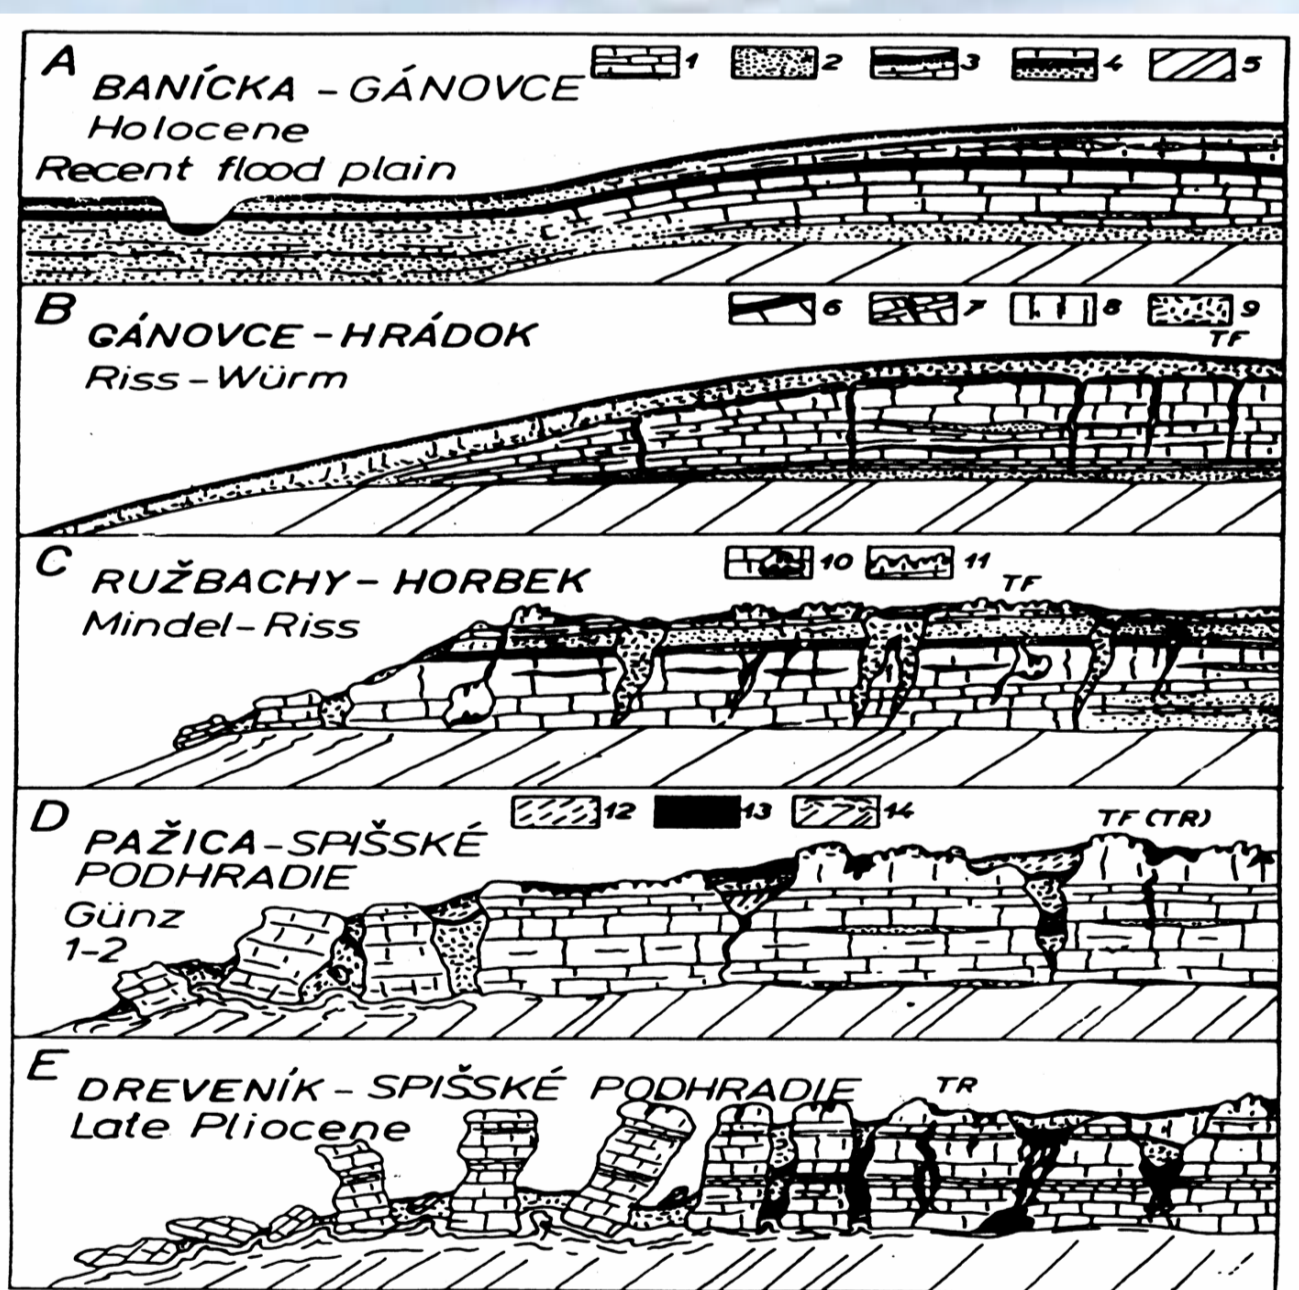 A
1 2 3 4 5
BANÍCKA - GÁNOVCE
Holocene
Recent flood plain
B
6 7 8 9
GÁNOVCE - HRÁDOK
TF
Riss - Würm
C
10 11
RUŽBACHY - HORBEK
TF
Mindel - Riss
D
12 13 14
TF (TR)
PAŽICA - SPIŠSKÉ
PODHRADIE
Günz
1-2
E
DREVENÍK - SPIŠSKÉ PODHRADIE
TR
Late Pliocene